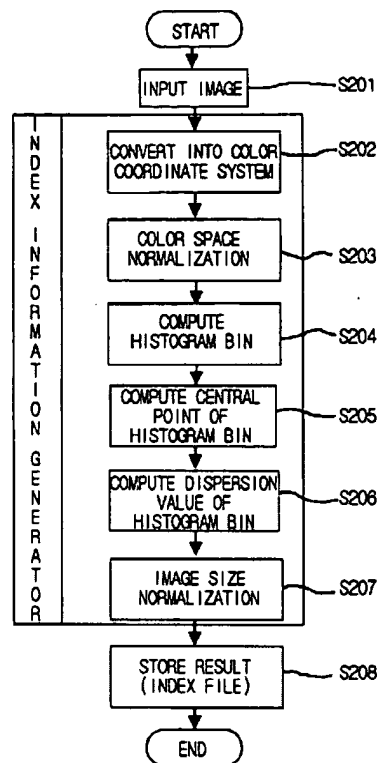 START
INPUT IMAGE
S201
INDEX INFORMATION GENERATOR
CONVERT INTO COLOR
COORDINATE SYSTEM
S202
COLOR SPACE
NORMALIZATION
S203
COMPUTE
HISTOGRAM BIN
S204
COMPUTE CENTRAL
POINT OF
HISTOGRAM BIN
S205
COMPUTE DISPERSION
VALUE OF
HISTOGRAM BIN
S206
IMAGE SIZE
NORMALIZATION
S207
STORE RESULT
(INDEX FILE)
S208
END